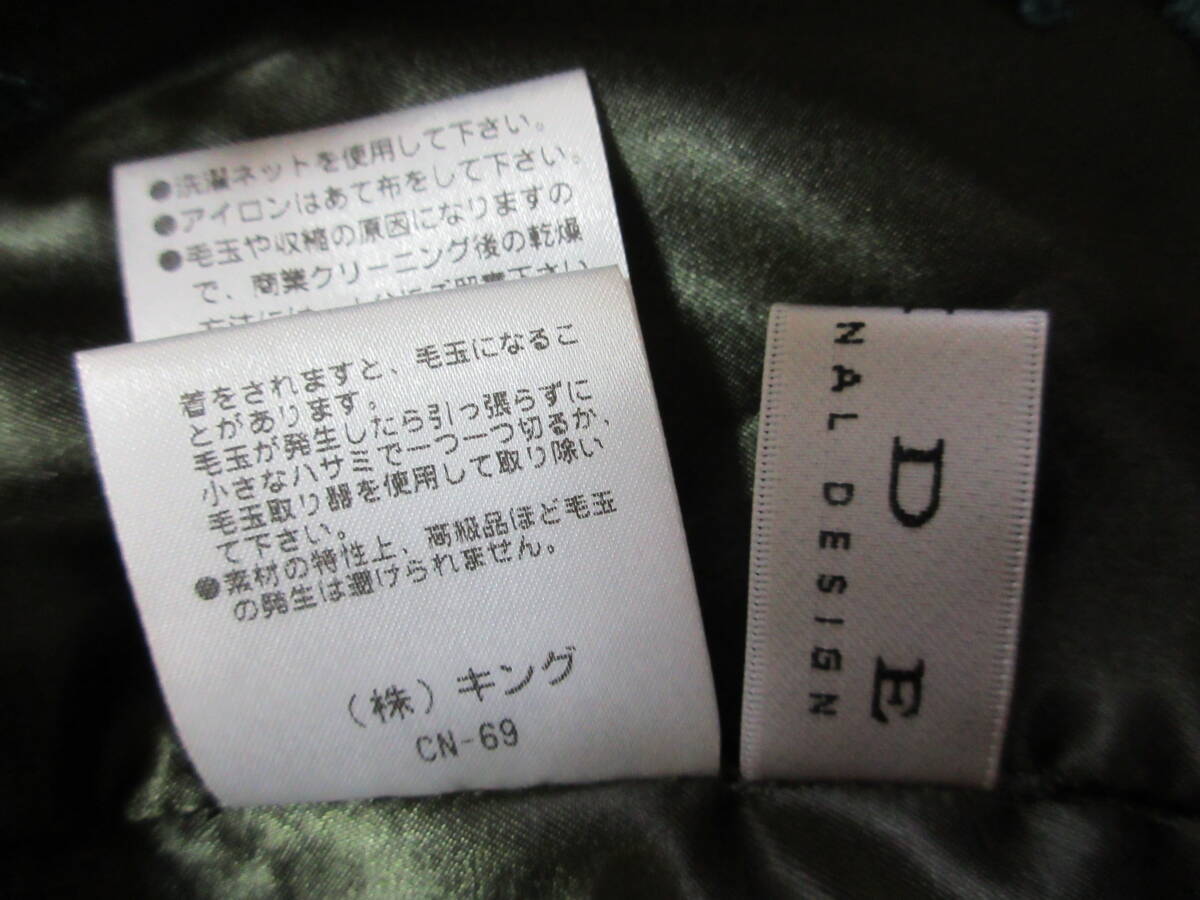 ●洗濯ネットを使用して下さい。
●アイロンはあて布をして下さい。
●毛玉や収縮の原因になりますの
で、商業クリーニング後の乾燥
着をされますと、毛玉になるこ
とがあります。
毛玉が発生したら引っ張らずに
小さなハサミで一つ一つ切るか、
毛玉取り器を使用して取り除い
て下さい。
●素材の特性上、高級品ほど毛玉
の発生は避けられません。
(株)キング
CN-69
D E
NAL DESIGN